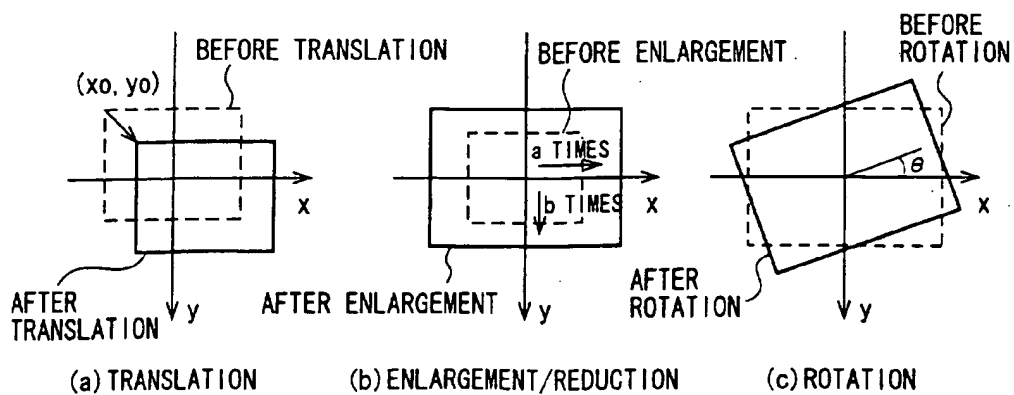 BEFORE TRANSLATION
(xo, yo)
x
y
AFTER
TRANSLATION
(a) TRANSLATION
BEFORE ENLARGEMENT
a TIMES
b TIMES
x
y
AFTER ENLARGEMENT
(b) ENLARGEMENT/REDUCTION
BEFORE
ROTATION
θ
x
y
AFTER
ROTATION
(c) ROTATION